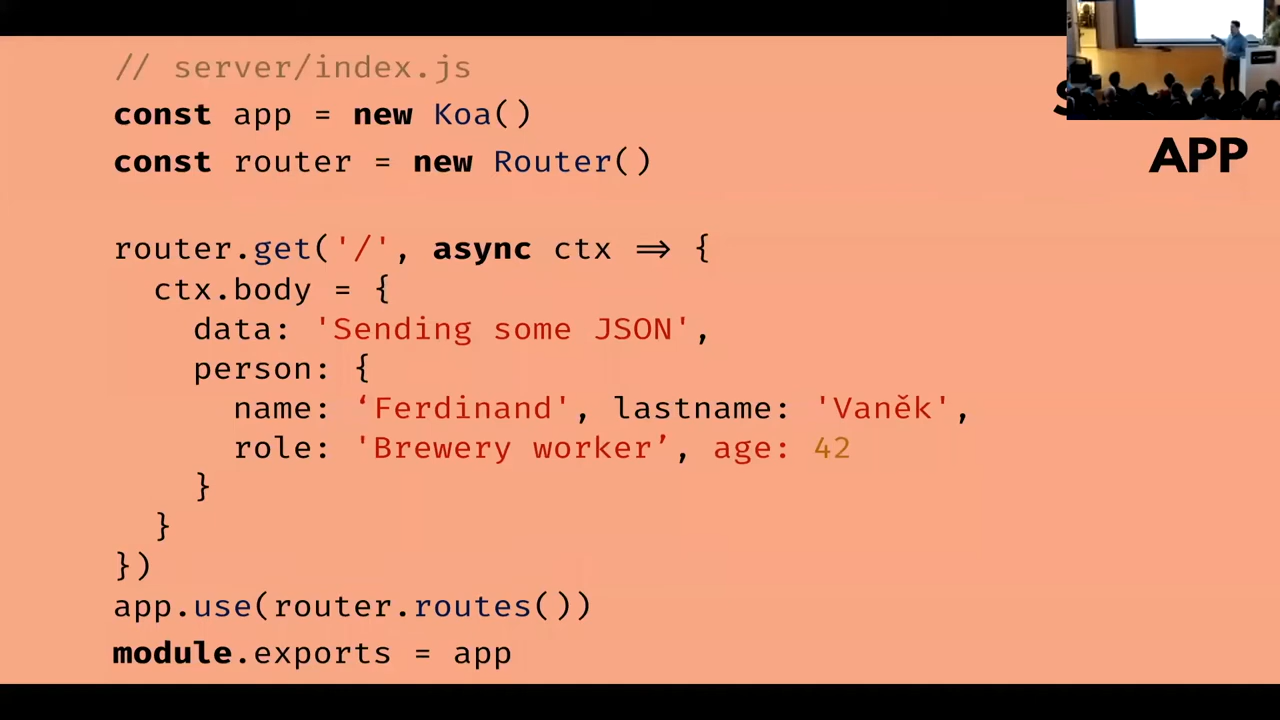 // server/index.js
const app = new Koa()
const router = new Router()
APP
router.get('/', async ctx => {
ctx.body = {
data: 'Sending some JSON',
person: {
name: ‘Ferdinand', lastname: 'Vaněk',
role: 'Brewery worker’, age: 42
}
}
})
app.use(router.routes())
module.exports = app